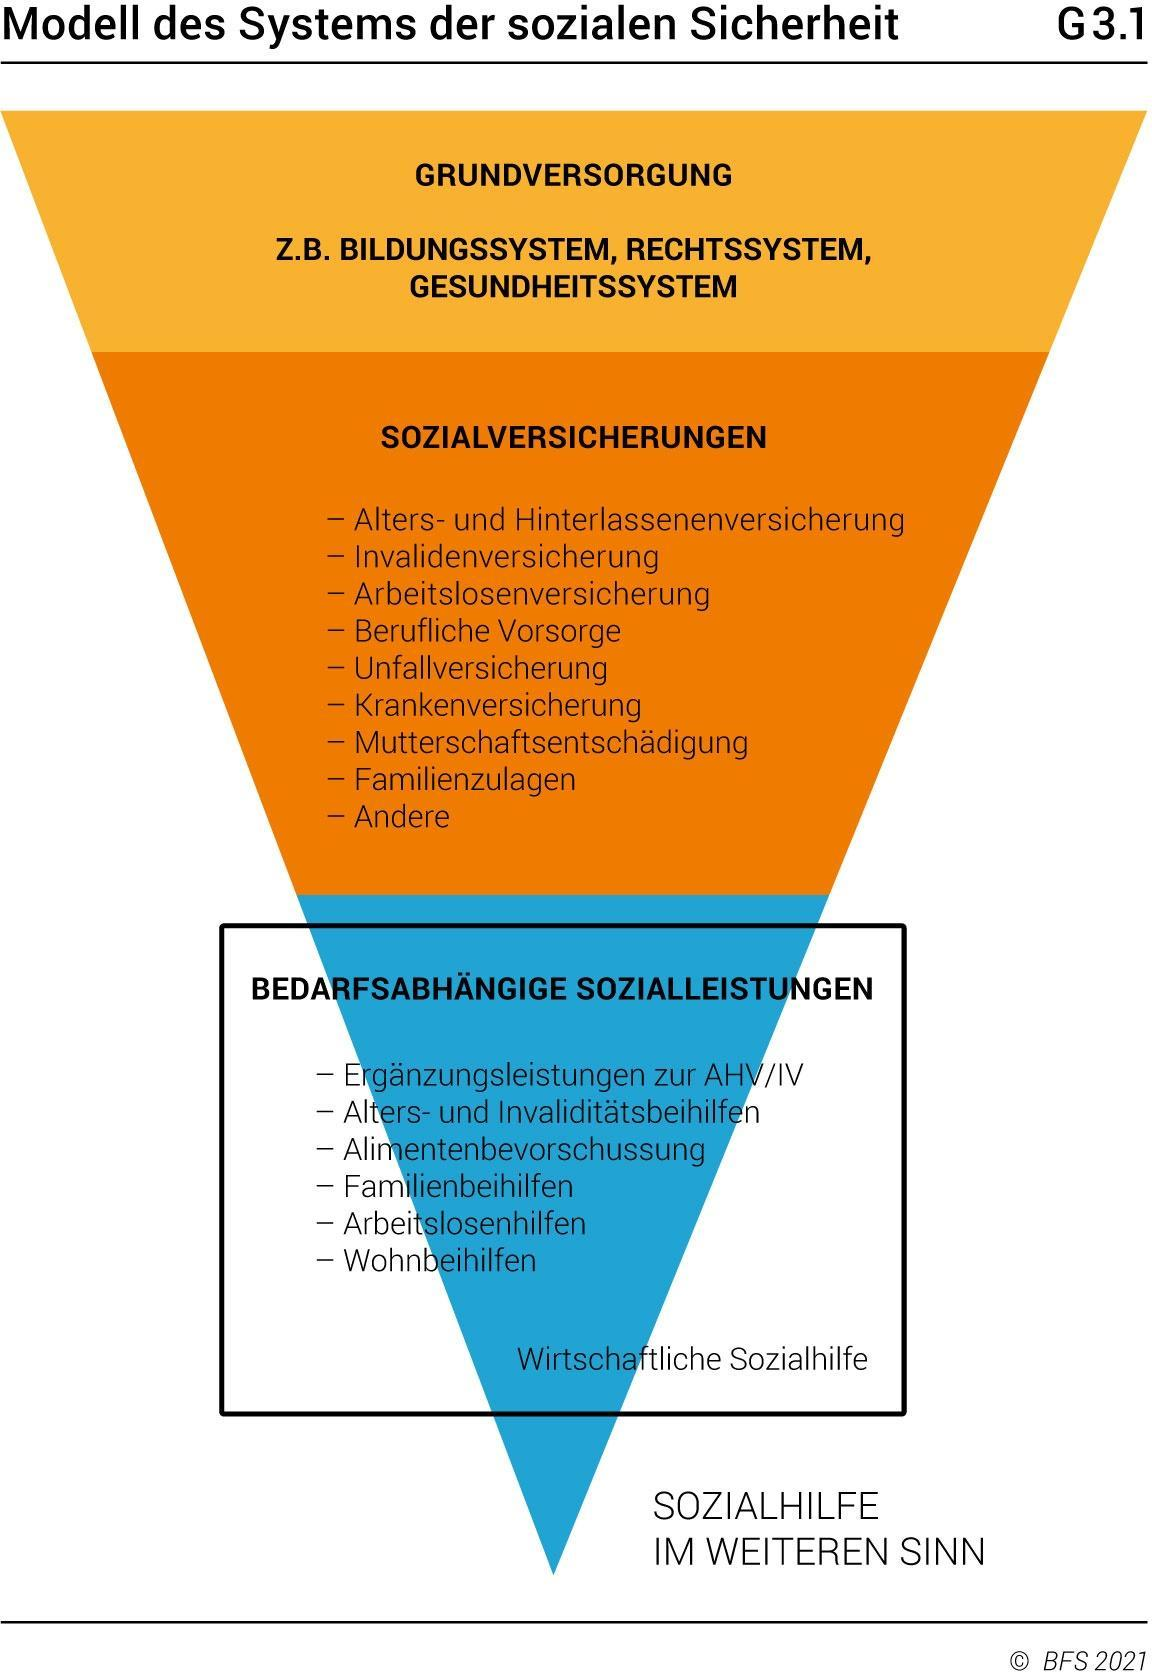 Modell des Systems der sozialen Sicherheit G 3.1
GRUNDVERSORGUNG
Z.B. BILDUNGSSYSTEM, RECHTSSYSTEM,
GESUNDHEITSSYSTEM
SOZIALVERSICHERUNGEN
– Alters- und Hinterlassenenversicherung
– Invalidenversicherung
– Arbeitslosenversicherung
– Berufliche Vorsorge
– Unfallversicherung
– Krankenversicherung
– Mutterschaftsentschädigung
– Familienzulagen
– Andere
BEDARFSABHÄNGIGE SOZIALLEISTUNGEN
– Ergänzungsleistungen zur AHV/IV
– Alters- und Invaliditätsbeihilfen
– Alimentenbevorschussung
– Familienbeihilfen
– Arbeitslosenhilfen
– Wohnbeihilfen
Wirtschaftliche Sozialhilfe
SOZIALHILFE
IM WEITEREN SINN
© BFS 2021